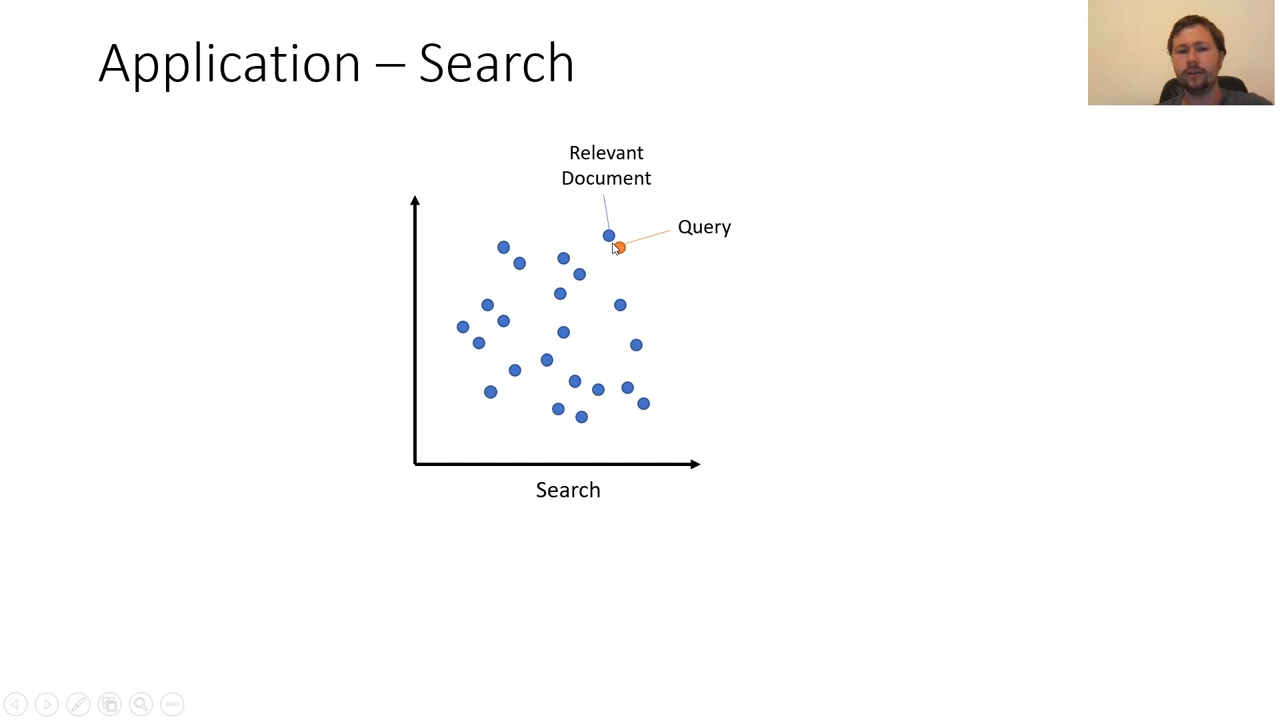 Application – Search
Relevant
Document
Query
Search